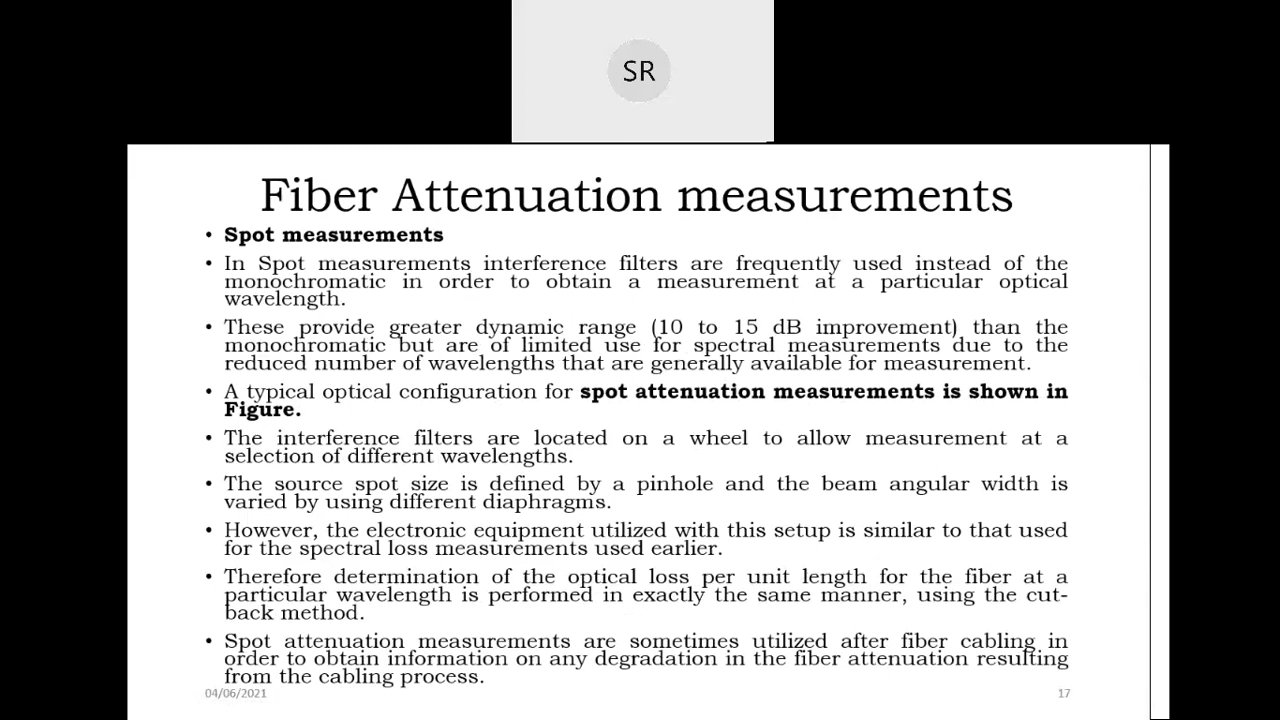 SR
Fiber Attenuation measurements
• Spot measurements
• In Spot measurements interference filters are frequently used instead of the
monochromatic in order to obtain a measurement at a particular optical
wavelength.
• These provide greater dynamic range (10 to 15 dB improvement) than the
monochromatic but are of limited use for spectral measurements due to the
reduced number of wavelengths that are generally available for measurement.
• A typical optical configuration for spot attenuation measurements is shown in
Figure.
• The interference filters are located on a wheel to allow measurement at a
selection of different wavelengths.
• The source spot size is defined by a pinhole and the beam angular width is
varied by using different diaphragms.
• However, the electronic equipment utilized with this setup is similar to that used
for the spectral loss measurements used earlier.
• Therefore determination of the optical loss per unit length for the fiber at a
particular wavelength is performed in exactly the same manner, using the cut-
back method.
• Spot attenuation measurements are sometimes utilized after fiber cabling in
order to obtain information on any degradation in the fiber attenuation resulting
from the cabling process.
04/06/2021
17